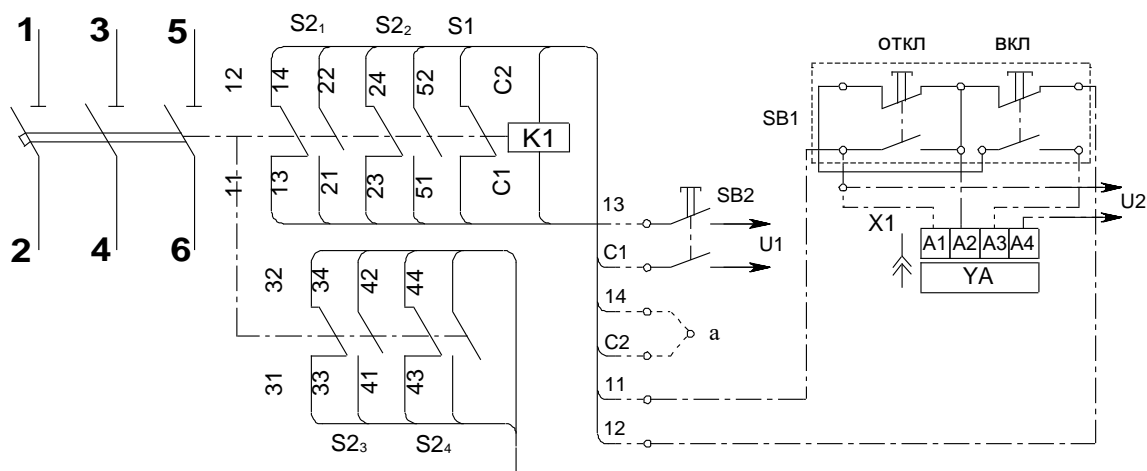 1 3 5
S2₁ S2₂ S1
ОТКЛ ВКЛ
12 14 22 24 52 C2
SB1
K1
11 13 21 23 51 C1
2 4 6
13 SB2
U1
C1
X1
U2
A1 A2 A3 A4
YA
32 34 42 44
14
a
C2
11
31 33 41 43
12
S2₃ S2₄